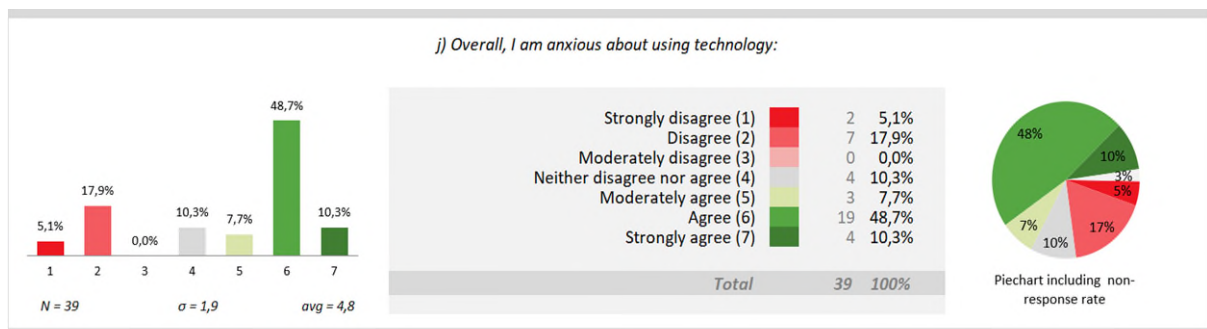 j) Overall, I am anxious about using technology:
48,7%
17,9%
10,3%
10,3%
7,7%
5,1%
0,0%
1 2 3 4 5 6 7
N = 39 σ = 1,9 avg = 4,8
Strongly disagree (1) 2 5,1%
Disagree (2) 7 17,9%
Moderately disagree (3) 0 0,0%
Neither disagree nor agree (4) 4 10,3%
Moderately agree (5) 3 7,7%
Agree (6) 19 48,7%
Strongly agree (7) 4 10,3%
Total 39 100%
48%
10%
3%
5%
17%
10%
7%
Piechart including non-
response rate